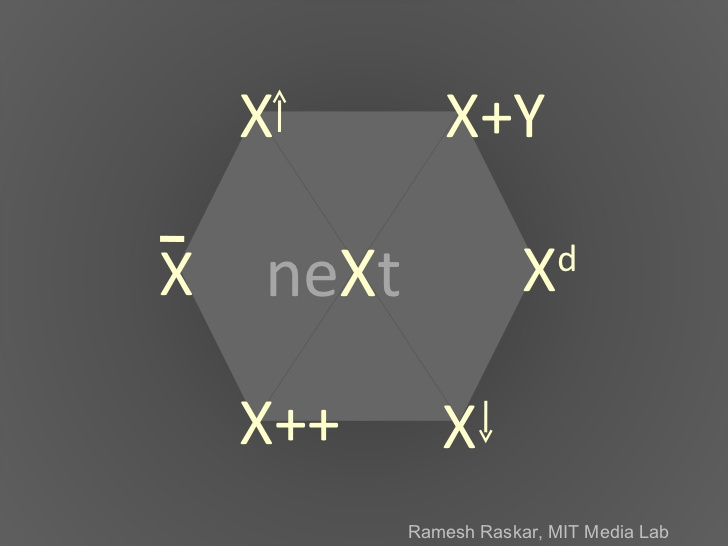 X↑
X+Y
X̄
neXt
Xᵈ
X++
X↓
Ramesh Raskar, MIT Media Lab